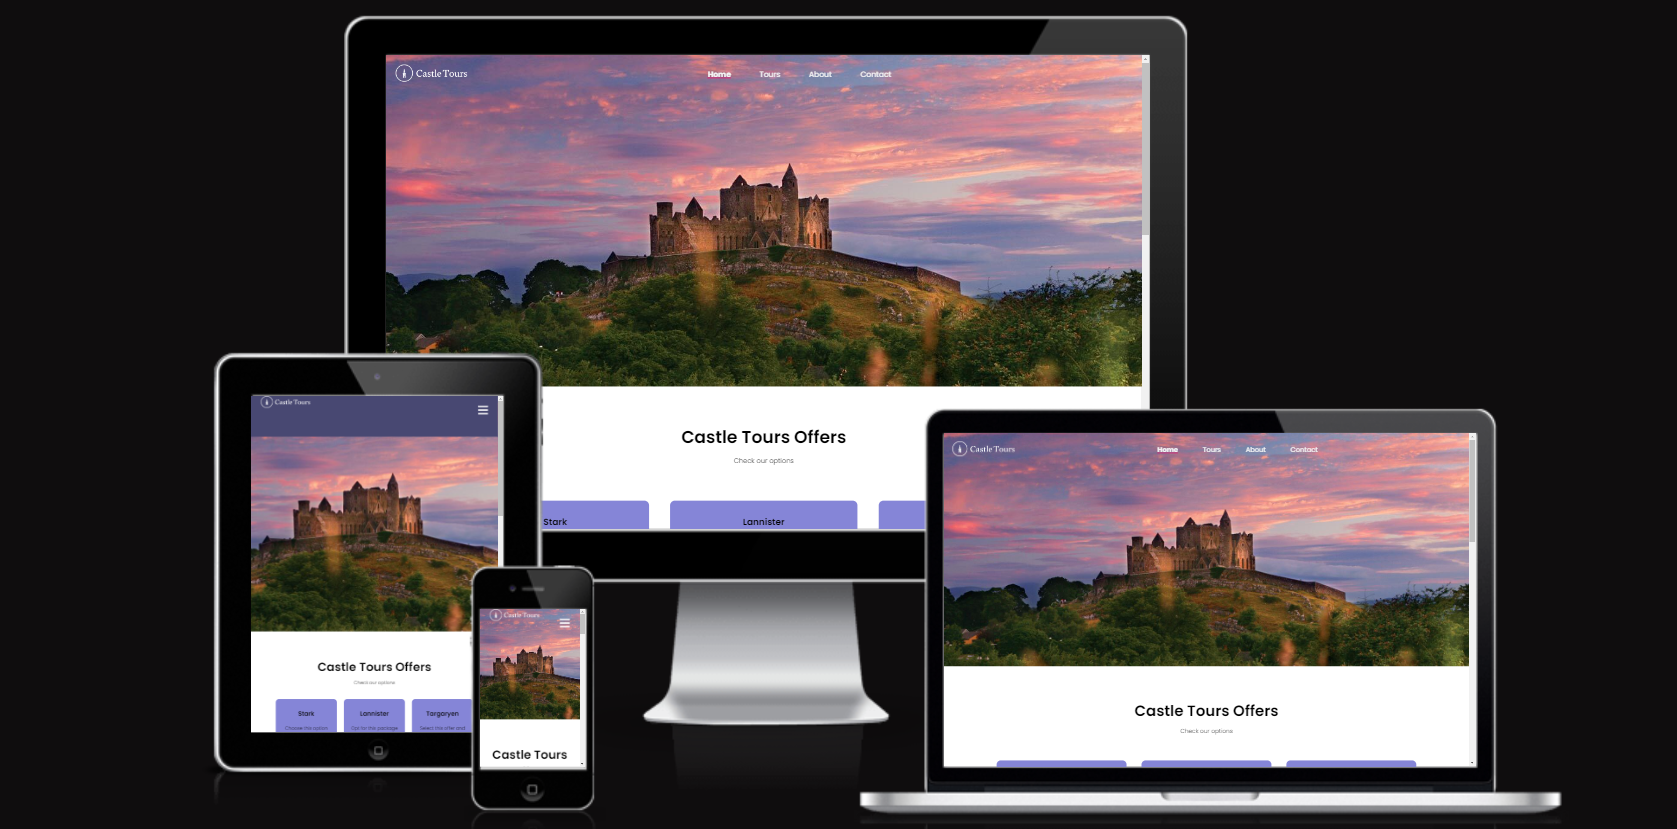 Castle Tours
Home Tours About Contact
Castle Tours Offers
Check our options
Stark Lannister
Castle Tours
Castle Tours Offers
Check our options
Stark Lannister Targaryen
Choose this option Opt for this package Select this offer and
Castle Tours
Castle Tours
Castle Tours
Home Tours About Contact
Castle Tours Offers
Check our options